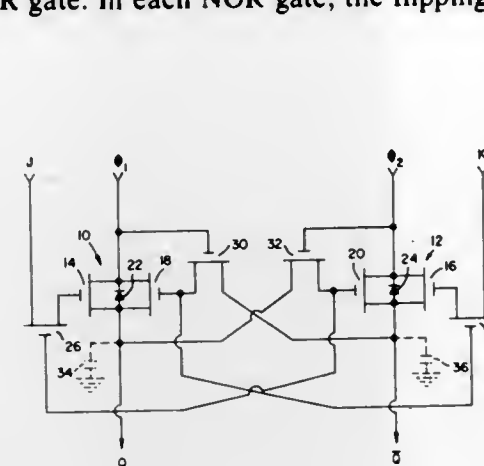 R gate. In each NOR gate, the flipping
J Φ1 Φ2 K
10 30 32 20 12
14 22 18 24 16
26
34 36
Q Q̅